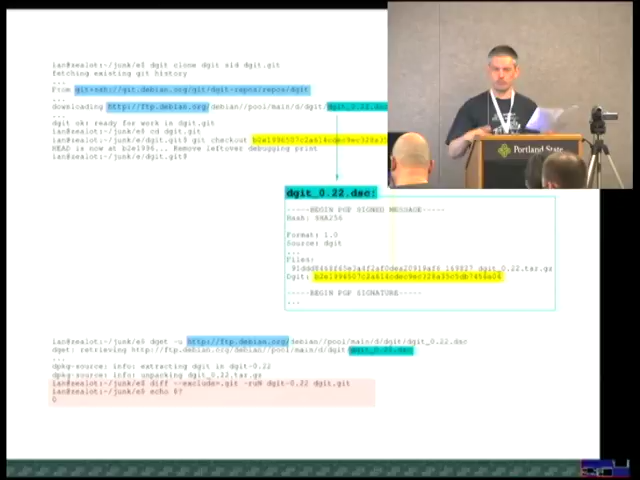 ian@zealot:~/junk/e$ dgit clone dgit sid dgit.git
fetching existing git history
...
From git+ssh://git.debian.org/git/dgit-repos/repos/dgit
...
downloading http://ftp.debian.org/debian//pool/main/d/dgit/dgit_0.22.dsc
...
dgit ok: ready for work in dgit.git
ian@zealot:~/junk/e$ cd dgit.git
ian@zealot:~/junk/e/dgit.git$ git checkout
HEAD is now at b2e1996... Remove leftover debugging print
ian@zealot:~/junk/e/dgit.git$
Portland State
dgit_0.22.dsc:
-----BEGIN PGP SIGNED MESSAGE-----
Hash: SHA256
Format: 1.0
Source: dgit
...
Files:
149827 dgit_0.22.tar.gz
Dgit:
-----BEGIN PGP SIGNATURE-----
...
ian@zealot:~/junk/e$ dget -u http://ftp.debian.org/debian//pool/main/d/dgit/dgit_0.22.dsc
dget: retrieving http://ftp.debian.org/debian//pool/main/d/dgit/dgit_0.22.dsc
...
dpkg-source: info: extracting dgit in dgit-0.22
dpkg-source: info: unpacking dgit_0.22.tar.gz
ian@zealot:~/junk/e$ diff --exclude=.git -ruN dgit-0.22 dgit.git
ian@zealot:~/junk/e$ echo $?
0